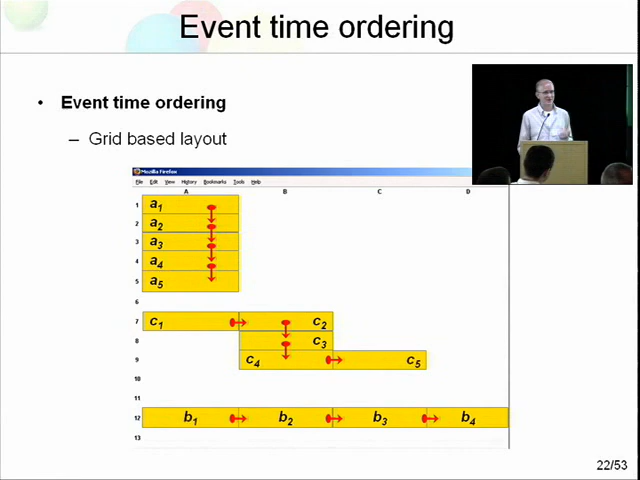 Event time ordering
• Event time ordering
– Grid based layout
Mozilla Firefox
File Edit View History Bookmarks Tools Help
A B C D
1 a1
2 a2
3 a3
4 a4
5 a5
6
7 c1 c2
8 c3
9 c4 c5
10
11
12 b1 b2 b3 b4
13
22/53